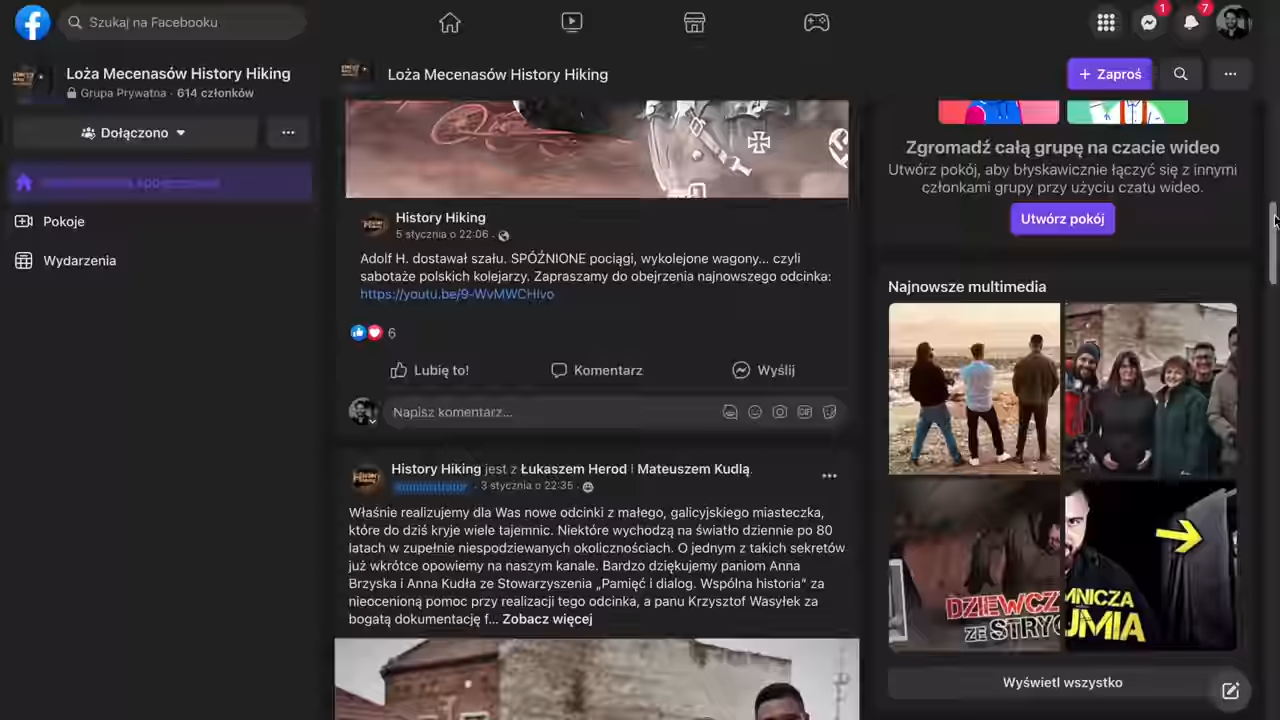 Szukaj na Facebooku
1
7
Loża Mecenasów History Hiking
Grupa Prywatna · 614 członków
Dołączono
Pokoje
Wydarzenia
Loża Mecenasów History Hiking
+ Zaproś
History Hiking
5 stycznia o 22:06 ·
Adolf H. dostawał szału. SPÓŹNIONE pociągi, wykolejone wagony... czyli
sabotaże polskich kolejarzy. Zapraszamy do obejrzenia najnowszego odcinka:
https://youtu.be/9-WvMWCHIvo
6
Lubię to!
Komentarz
Wyślij
Napisz komentarz...
GIF
History Hiking jest z Łukaszem Herod i Mateuszem Kudlą.
· 3 stycznia o 22:35 ·
Właśnie realizujemy dla Was nowe odcinki z małego, galicyjskiego miasteczka,
które do dziś kryje wiele tajemnic. Niektóre wychodzą na światło dziennie po 80
latach w zupełnie niespodziewanych okolicznościach. O jednym z takich sekretów
już wkrótce opowiemy na naszym kanale. Bardzo dziękujemy paniom Anna
Brzyska i Anna Kudła ze Stowarzyszenia „Pamięć i dialog. Wspólna historia" za
nieocenioną pomoc przy realizacji tego odcinka, a panu Krzysztof Wasyłek za
bogatą dokumentację f... Zobacz więcej
Zgromadź całą grupę na czacie wideo
Utwórz pokój, aby błyskawicznie łączyć się z innymi
członkami grupy przy użyciu czatu wideo.
Utwórz pokój
Najnowsze multimedia
DZIEWCZ
ZE STRYC
MNICZA
UMIA
Wyświetl wszystko